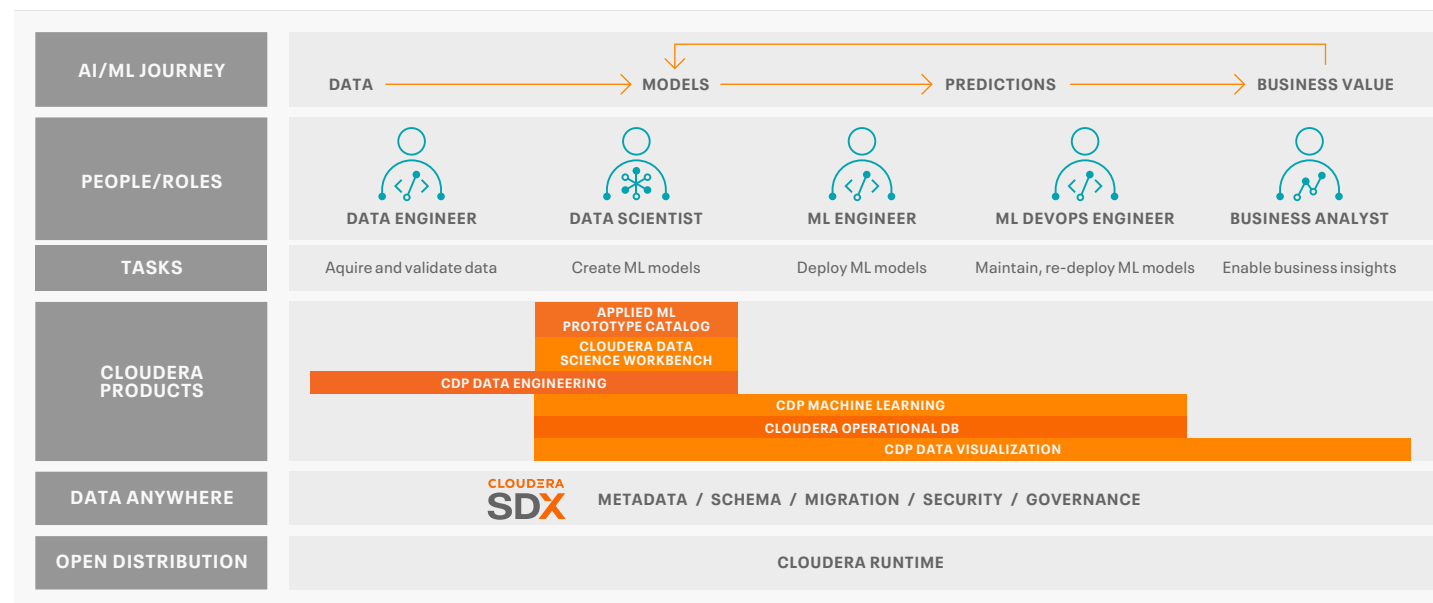 AI/ML JOURNEY
DATA
MODELS
PREDICTIONS
BUSINESS VALUE
PEOPLE/ROLES
DATA ENGINEER
DATA SCIENTIST
ML ENGINEER
ML DEVOPS ENGINEER
BUSINESS ANALYST
TASKS
Aquire and validate data
Create ML models
Deploy ML models
Maintain, re-deploy ML models
Enable business insights
CLOUDERA
PRODUCTS
APPLIED ML
PROTOTYPE CATALOG
CLOUDERA DATA
SCIENCE WORKBENCH
CDP DATA ENGINEERING
CDP MACHINE LEARNING
CLOUDERA OPERATIONAL DB
CDP DATA VISUALIZATION
DATA ANYWHERE
CLOUDERA
SDX
METADATA / SCHEMA / MIGRATION / SECURITY / GOVERNANCE
OPEN DISTRIBUTION
CLOUDERA RUNTIME